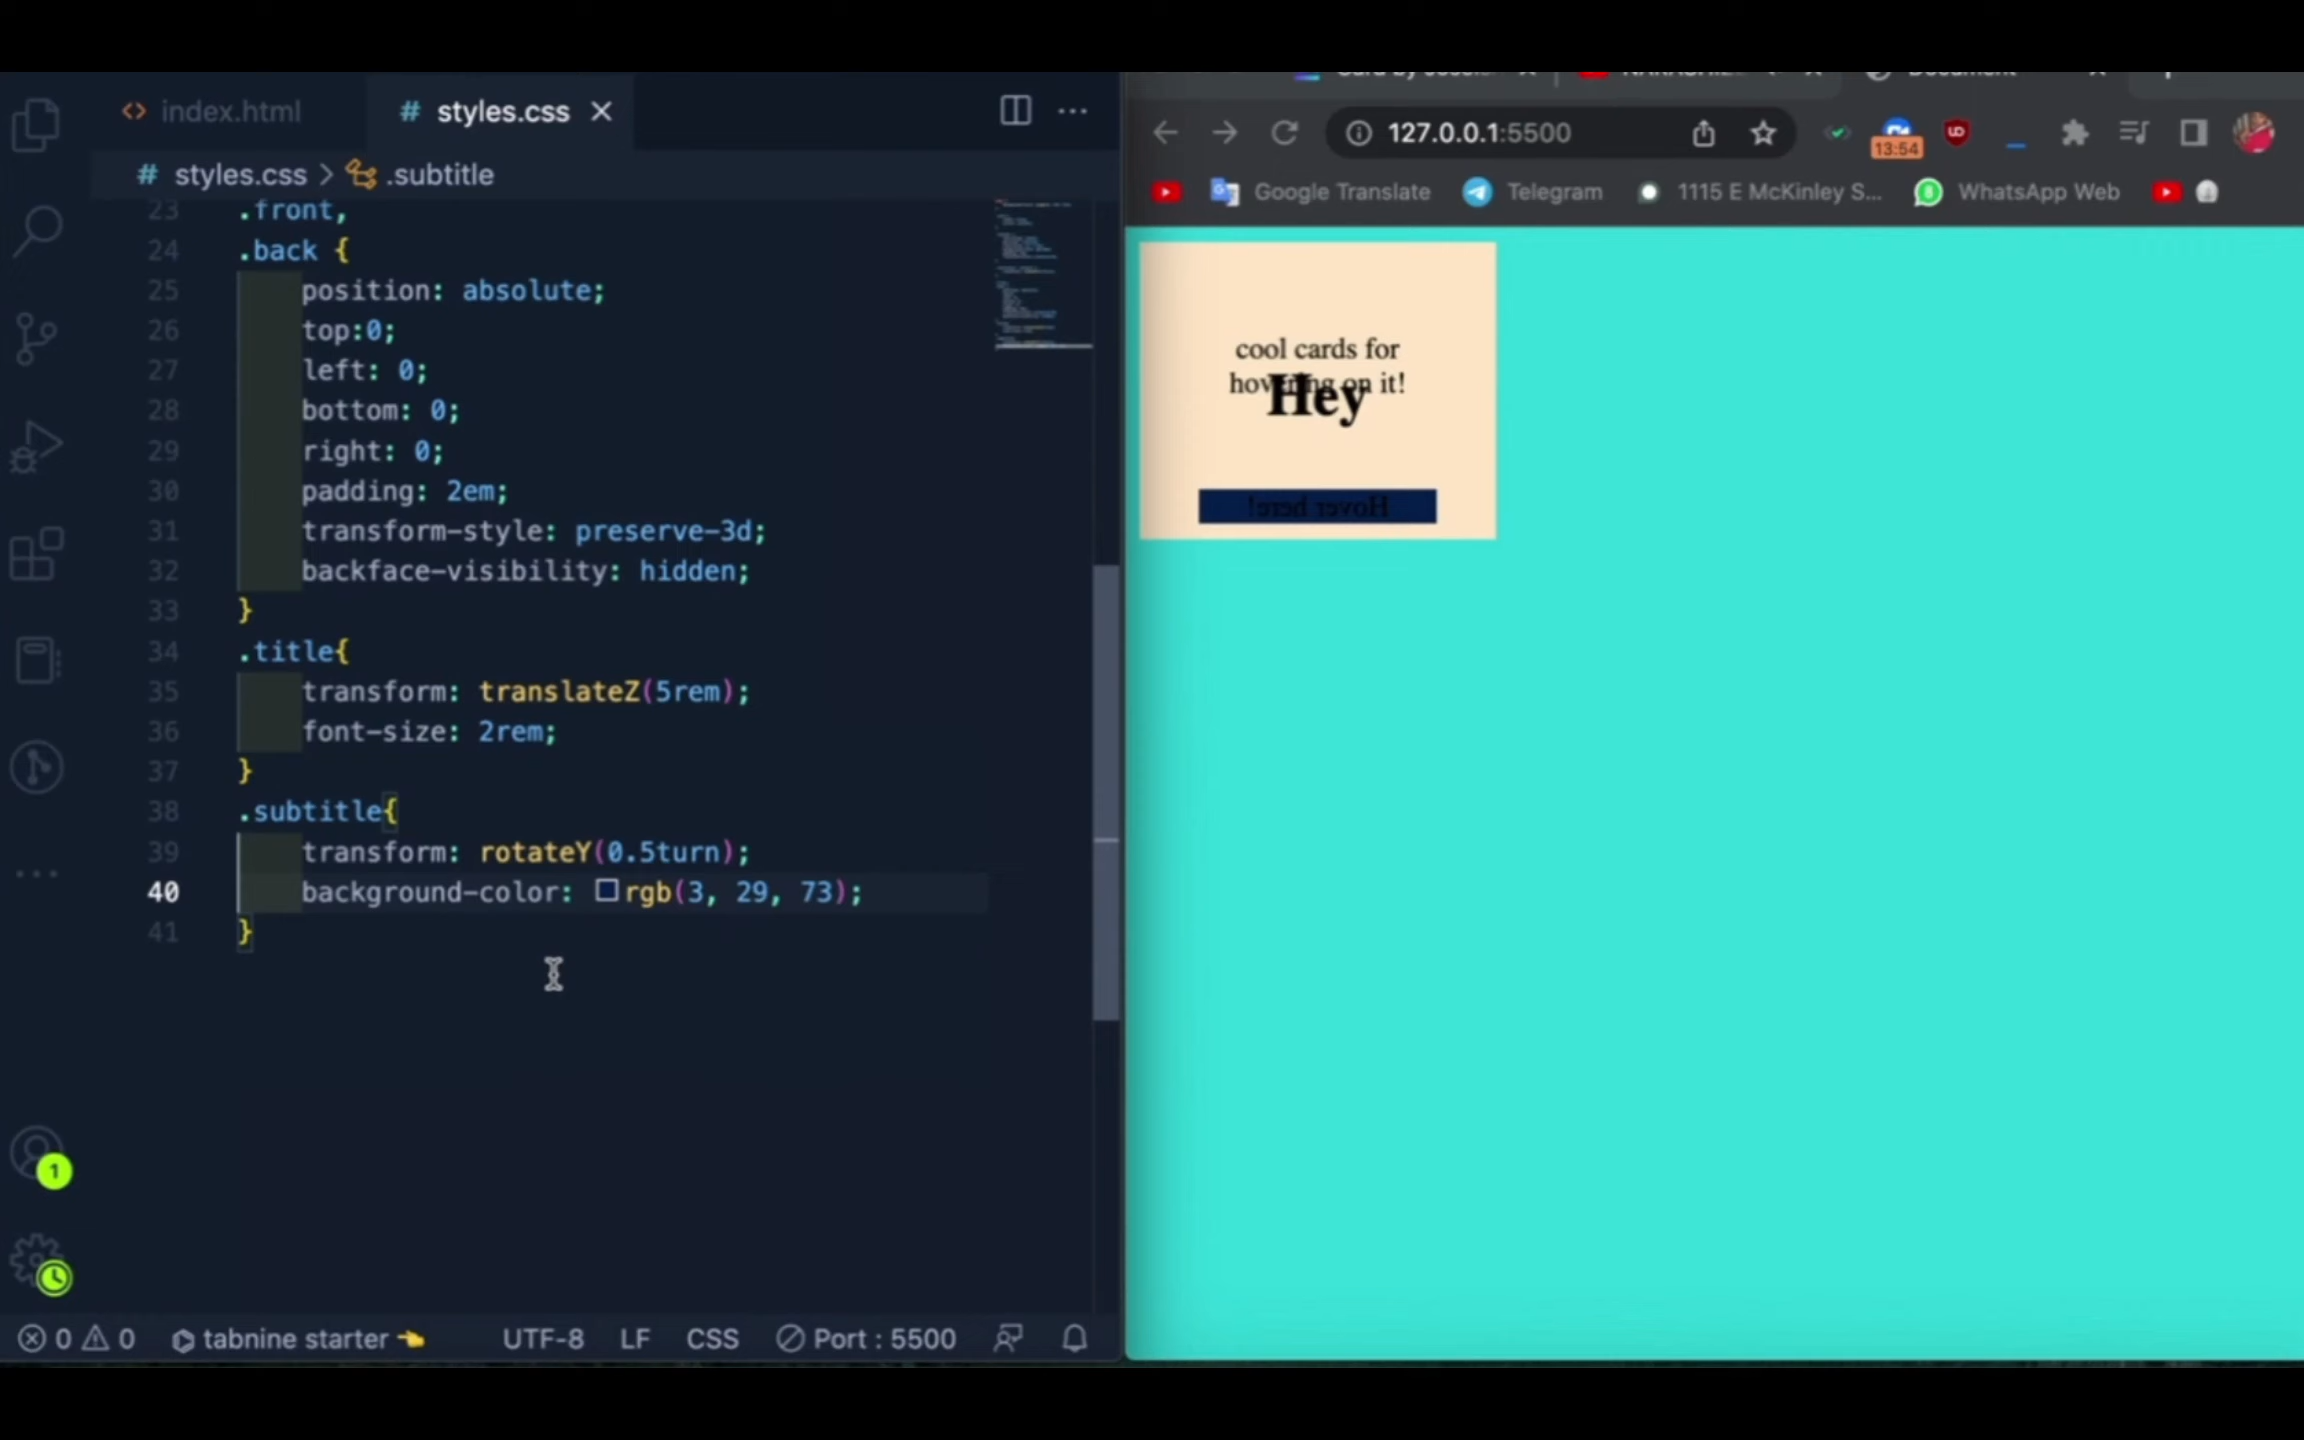 index.html
# styles.css
# styles.css > .subtitle
23 .front,
24 .back {
25 position: absolute;
26 top:0;
27 left: 0;
28 bottom: 0;
29 right: 0;
30 padding: 2em;
31 transform-style: preserve-3d;
32 backface-visibility: hidden;
33 }
34 .title{
35 transform: translateZ(5rem);
36 font-size: 2rem;
37 }
38 .subtitle{
39 transform: rotateY(0.5turn);
40 background-color: rgb(3, 29, 73);
41 }
1
0 0 tabnine starter UTF-8 LF CSS Port : 5500
127.0.0.1:5500
13:54
Google Translate Telegram 1115 E McKinley S... WhatsApp Web
cool cards for
hovering on it!
Hey
Hover here!